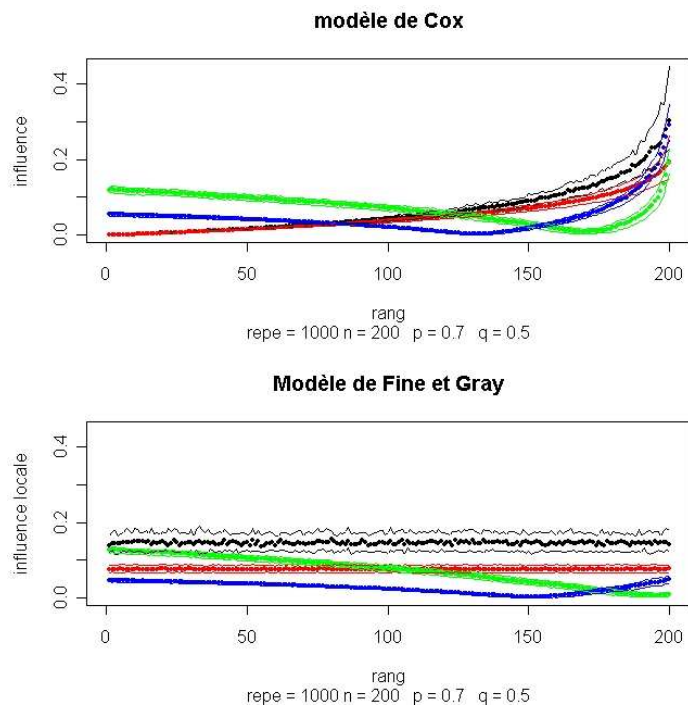 modèle de Cox
influence
0.4
0.2
0.0
0 50 100 150 200
rang
repe = 1000 n = 200 p = 0.7 q = 0.5
Modèle de Fine et Gray
influence locale
0.4
0.2
0.0
0 50 100 150 200
rang
repe = 1000 n = 200 p = 0.7 q = 0.5